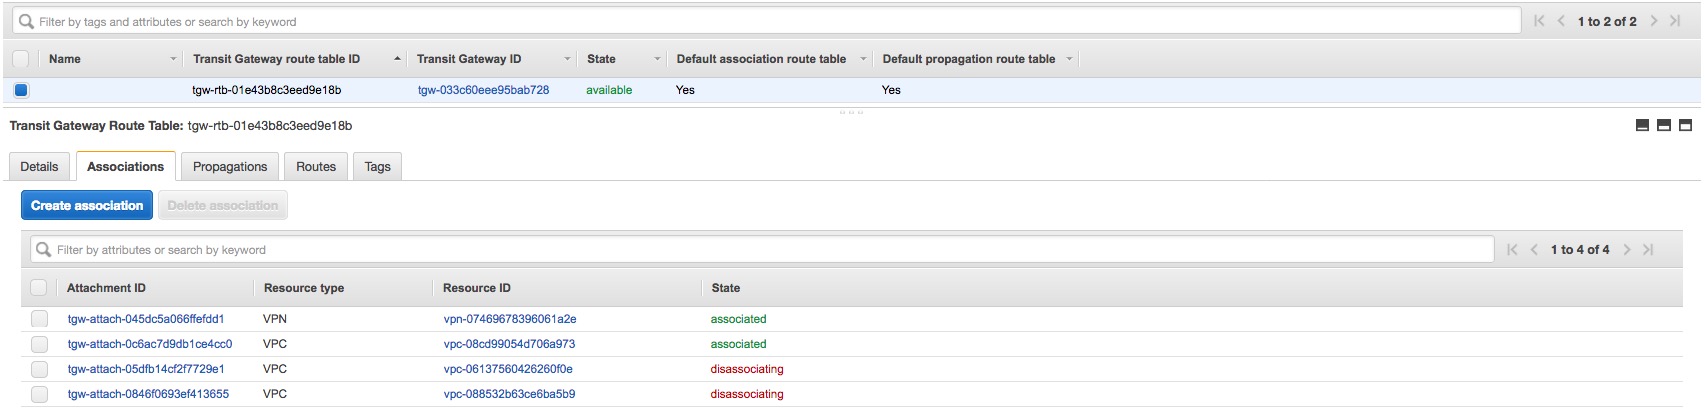 Filter by tags and attributes or search by keyword 1 to 2 of 2
Name Transit Gateway route table ID Transit Gateway ID State Default association route table Default propagation route table
tgw-rtb-01e43b8c3eed9e18b tgw-033c60eee95bab728 available Yes Yes
Transit Gateway Route Table: tgw-rtb-01e43b8c3eed9e18b
Details Associations Propagations Routes Tags
Create association Delete association
Filter by attributes or search by keyword 1 to 4 of 4
Attachment ID Resource type Resource ID State
tgw-attach-045dc5a066ffefdd1 VPN vpn-07469678396061a2e associated
tgw-attach-0c6ac7d9db1ce4cc0 VPC vpc-08cd99054d706a973 associated
tgw-attach-05dfb14cf2f7729e1 VPC vpc-06137560426260f0e disassociating
tgw-attach-0846f0693ef413655 VPC vpc-088532b63ce6ba5b9 disassociating